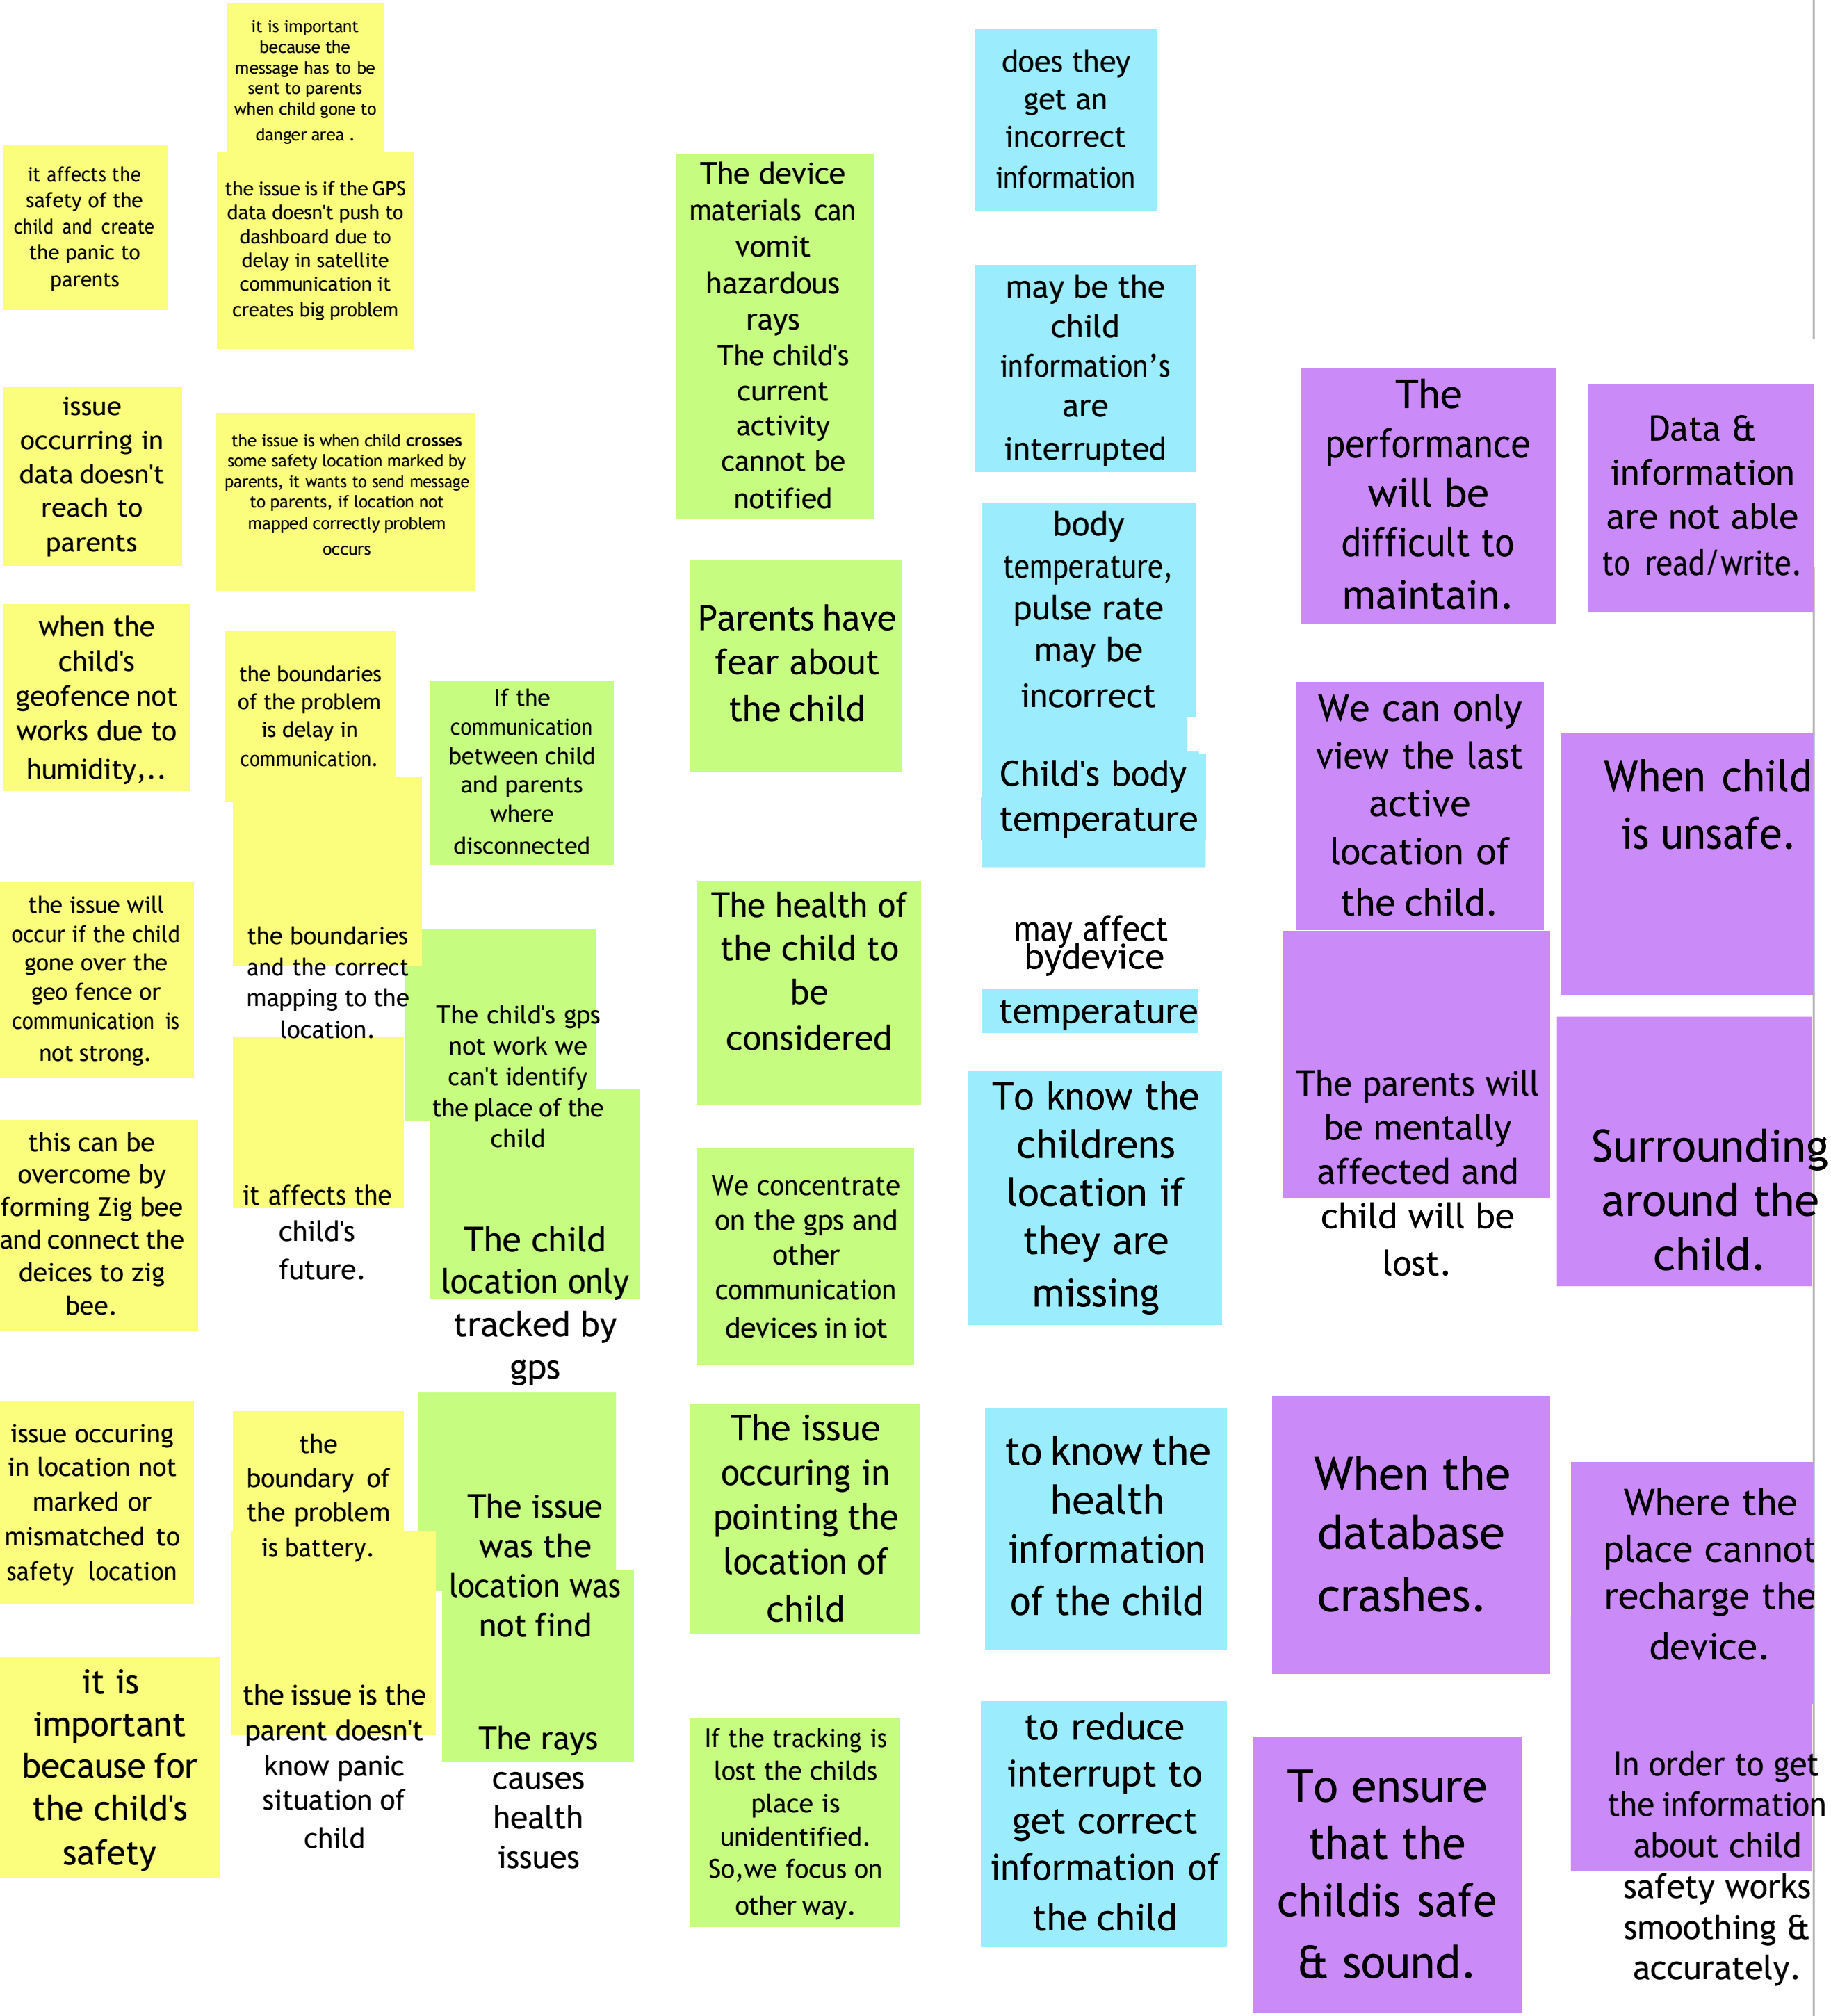 it is important
because the
message has to be
sent to parents
when child gone to
danger area .
it affects the
safety of the
child and create
the panic to
parents
the issue is if the GPS
data doesn't push to
dashboard due to
delay in satellite
communication it
creates big problem
issue
occurring in
data doesn't
reach to
parents
the issue is when child crosses
some safety location marked by
parents, it wants to send message
to parents, if location not
mapped correctly problem
occurs
when the
child's
geofence not
works due to
humidity,..
the boundaries
of the problem
is delay in
communication.
the issue will
occur if the child
gone over the
geo fence or
communication is
not strong.
the boundaries
and the correct
mapping to the
location.
this can be
overcome by
forming Zig bee
and connect the
deices to zig
bee.
it affects the
child's
future.
issue occuring
in location not
marked or
mismatched to
safety location
the
boundary of
the problem
is battery.
it is
important
because for
the child's
safety
the issue is the
parent doesn't
know panic
situation of
child
If the
communication
between child
and parents
where
disconnected
The child's gps
not work we
can't identify
the place of the
child
The child
location only
tracked by
gps
The issue
was the
location was
not find
The rays
causes
health
issues
The device
materials can
vomit
hazardous
rays
The child's
current
activity
cannot be
notified
Parents have
fear about
the child
The health of
the child to
be
considered
We concentrate
on the gps and
other
communication
devices in iot
The issue
occuring in
pointing the
location of
child
If the tracking is
lost the childs
place is
unidentified.
So,we focus on
other way.
does they
get an
incorrect
information
may be the
child
information’s
are
interrupted
body
temperature,
pulse rate
may be
incorrect
Child's body
temperature
may affect
bydevice
temperature
To know the
childrens
location if
they are
missing
to know the
health
information
of the child
to reduce
interrupt to
get correct
information of
the child
The
performance
will be
difficult to
maintain.
We can only
view the last
active
location of
the child.
The parents will
be mentally
affected and
child will be
lost.
When the
database
crashes.
To ensure
that the
childis safe
& sound.
Data &
information
are not able
to read/write.
When child
is unsafe.
Surrounding
around the
child.
Where the
place cannot
recharge the
device.
In order to get
the information
about child
safety works
smoothing &
accurately.